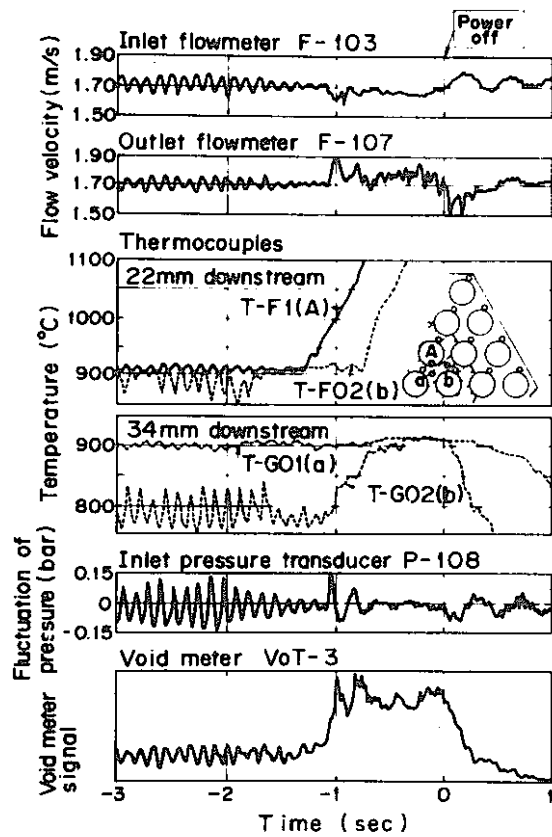 Power
off
Inlet flowmeter F-103
1.90
1.70
1.50
Outlet flowmeter F-107
1.90
1.70
1.50
Flow velocity (m/s)
Thermocouples
1100
22mm downstream
T-F1(A)
1000
900
T-F02(b)
A
a
b
34mm downstream
900
T-G01(a)
T-G02(b)
800
Temperature (°C)
Inlet pressure transducer P-108
0.15
0
-0.15
Fluctuation of
pressure (bar)
Void meter VoT-3
Void meter
signal
-3 -2 -1 0 1
Time (sec)